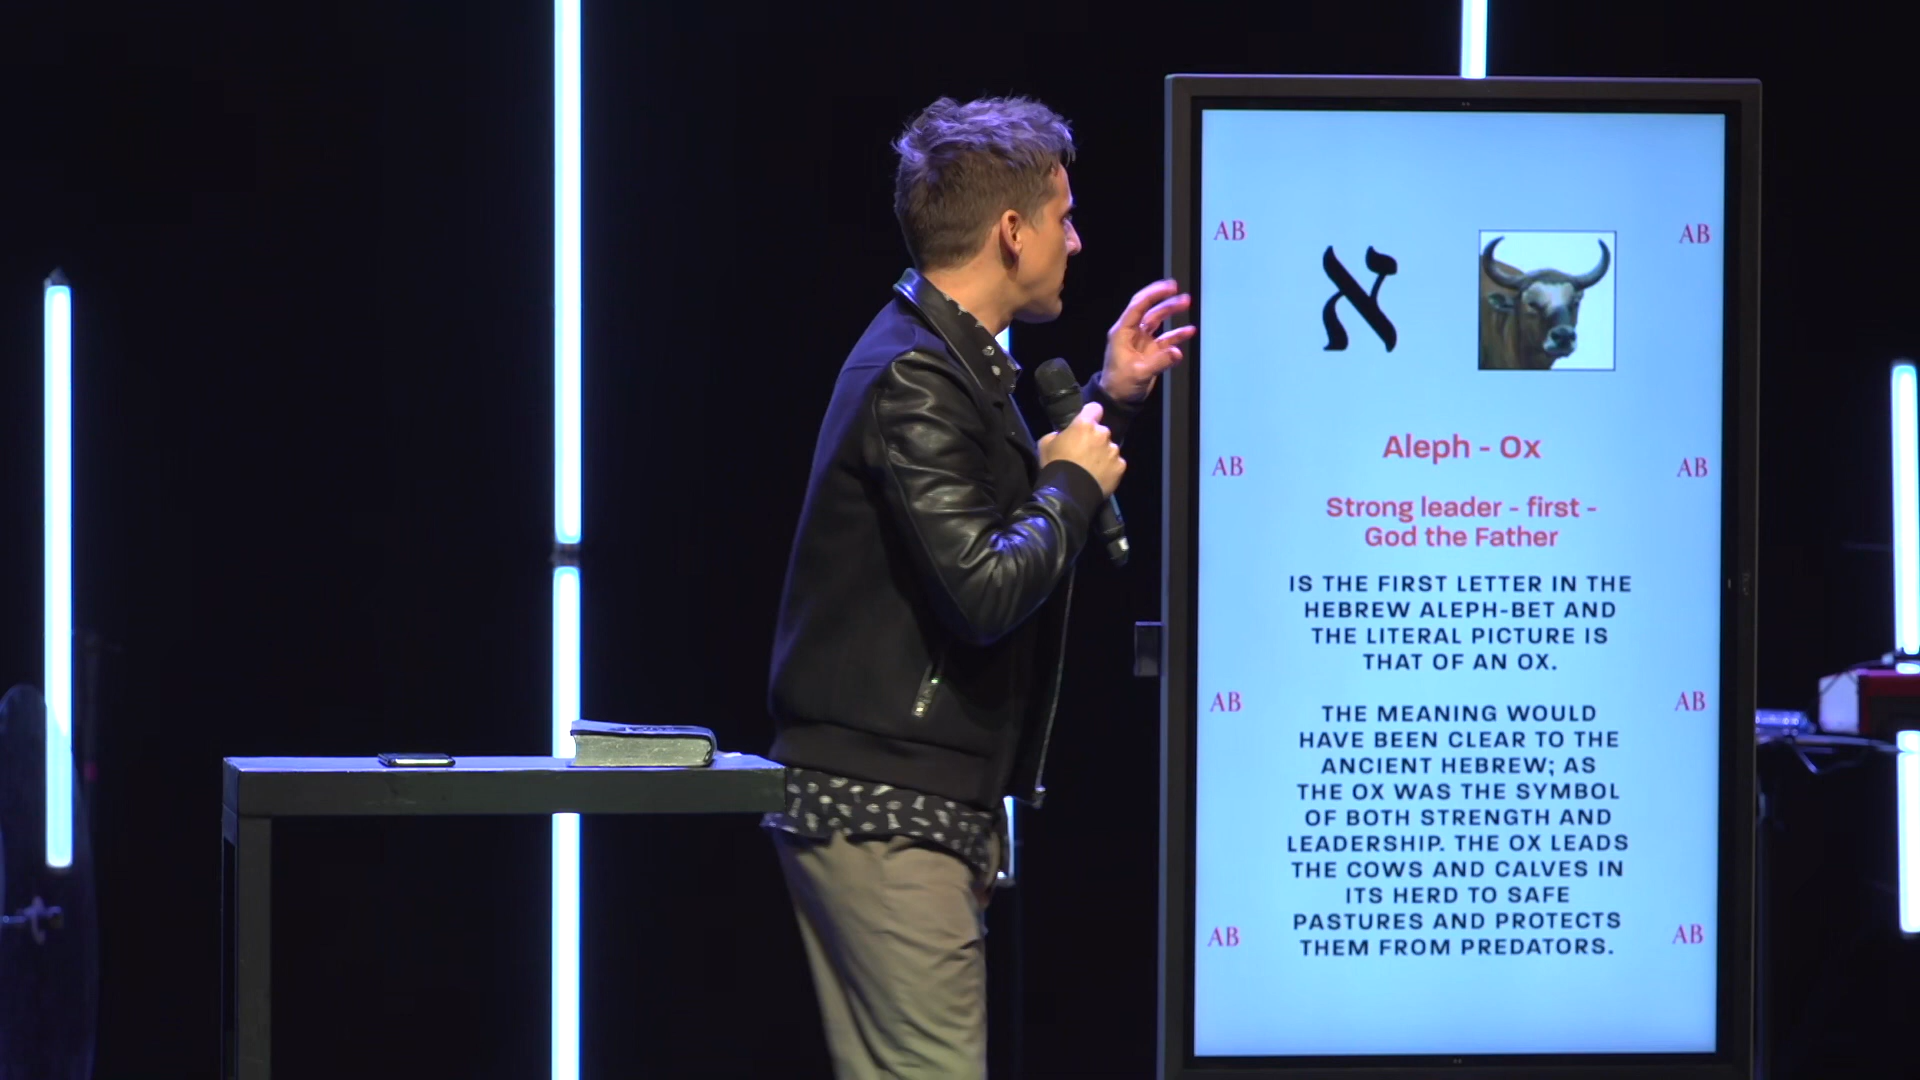 AB AB
א
AB Aleph - Ox AB
Strong leader - first -
God the Father
IS THE FIRST LETTER IN THE
HEBREW ALEPH-BET AND
THE LITERAL PICTURE IS
THAT OF AN OX.
AB AB
THE MEANING WOULD
HAVE BEEN CLEAR TO THE
ANCIENT HEBREW; AS
THE OX WAS THE SYMBOL
OF BOTH STRENGTH AND
LEADERSHIP. THE OX LEADS
THE COWS AND CALVES IN
ITS HERD TO SAFE
PASTURES AND PROTECTS
AB AB
THEM FROM PREDATORS.